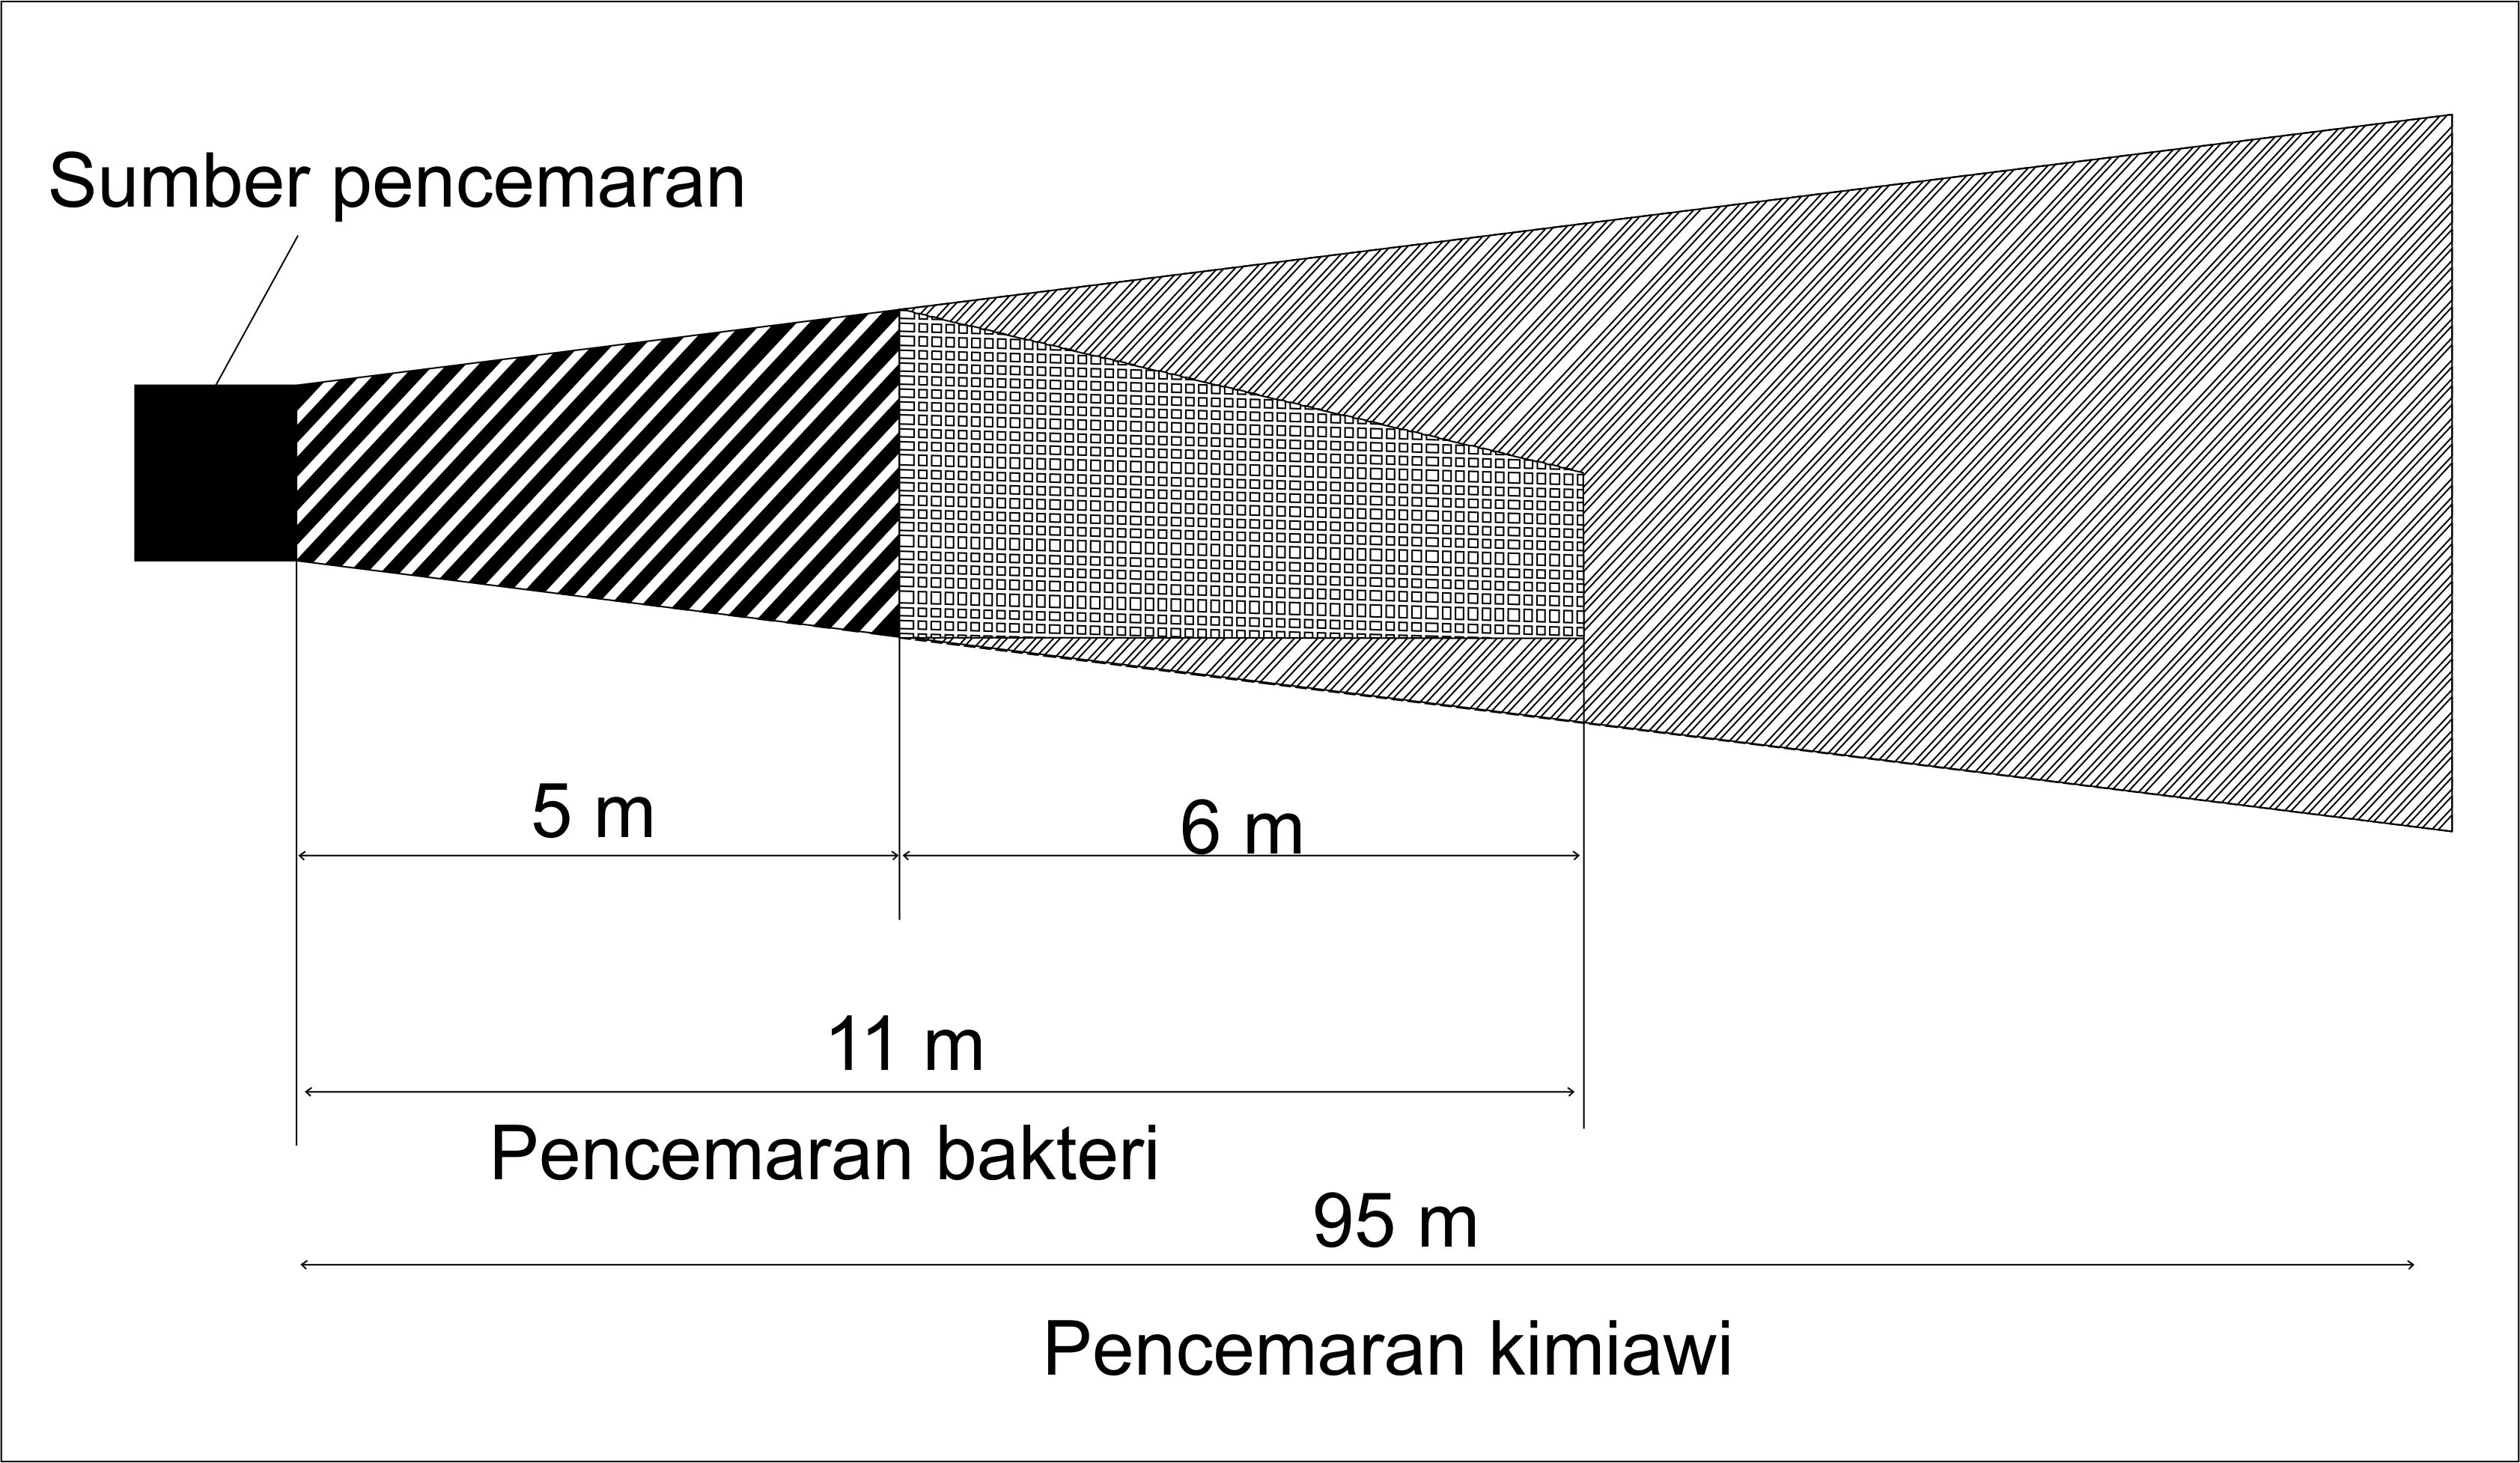 Sumber pencemaran
5 m
6 m
11 m
Pencemaran bakteri
95 m
Pencemaran kimiawi